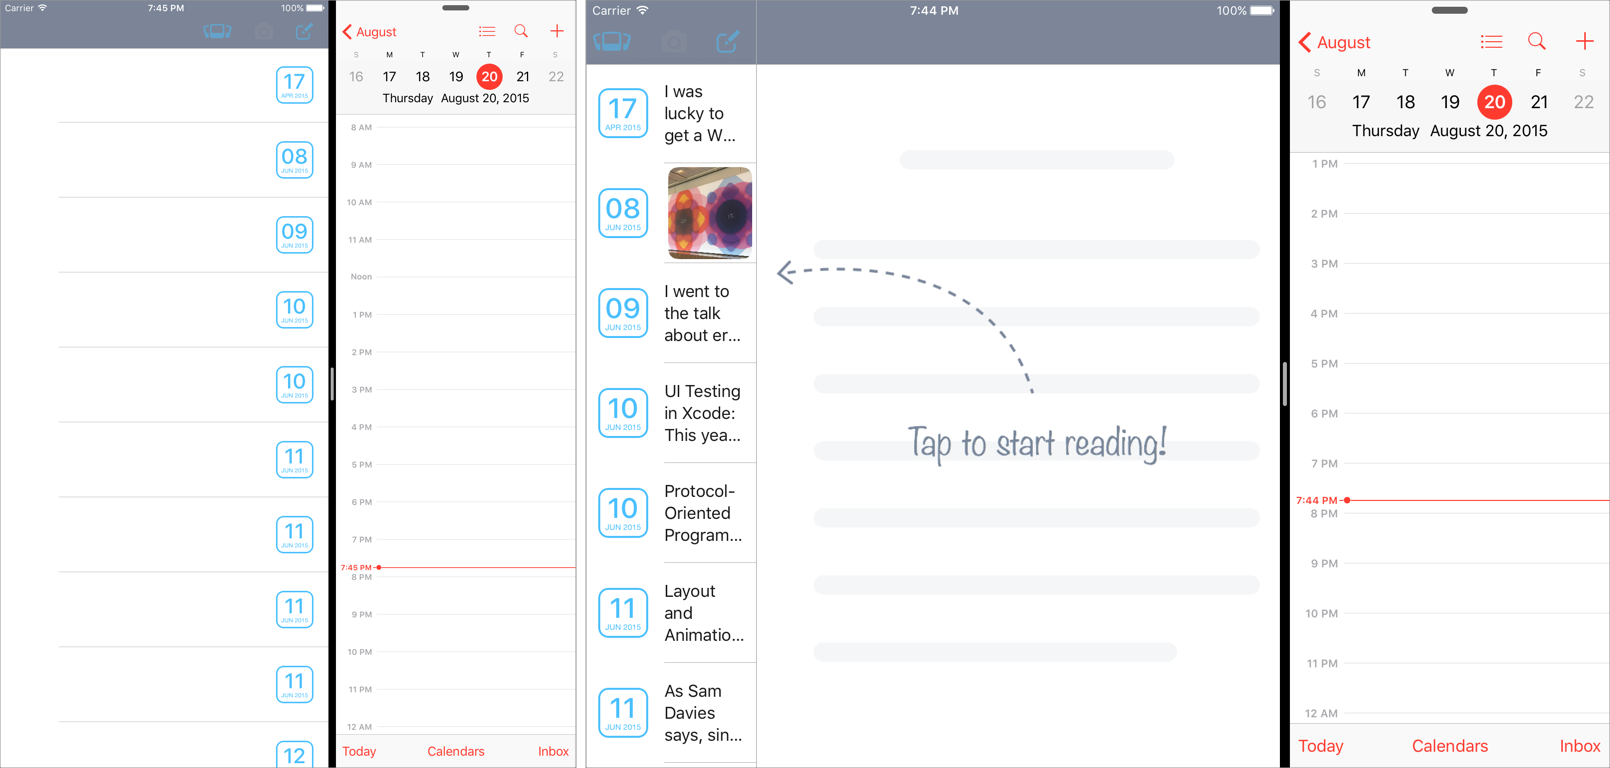 Carrier
7:45 PM
100%
17
APR 2015
08
JUN 2015
09
JUN 2015
10
JUN 2015
10
JUN 2015
11
JUN 2015
11
JUN 2015
11
JUN 2015
11
JUN 2015
12
August
S M T W T F S
16 17 18 19 20 21 22
Thursday August 20, 2015
8 AM
9 AM
10 AM
11 AM
Noon
1 PM
2 PM
3 PM
4 PM
5 PM
6 PM
7 PM
7:45 PM
8 PM
9 PM
10 PM
11 PM
12 AM
Today Calendars Inbox
Carrier
7:44 PM
100%
17
APR 2015
I was
lucky to
get a W...
08
JUN 2015
09
JUN 2015
I went to
the talk
about er...
10
JUN 2015
UI Testing
in Xcode:
This yea...
10
JUN 2015
Protocol-
Oriented
Program...
11
JUN 2015
Layout
and
Animatio...
11
JUN 2015
As Sam
Davies
says, sin...
Tap to start reading!
August
S M T W T F S
16 17 18 19 20 21 22
Thursday August 20, 2015
1 PM
2 PM
3 PM
4 PM
5 PM
6 PM
7 PM
7:44 PM
8 PM
9 PM
10 PM
11 PM
12 AM
Today Calendars Inbox